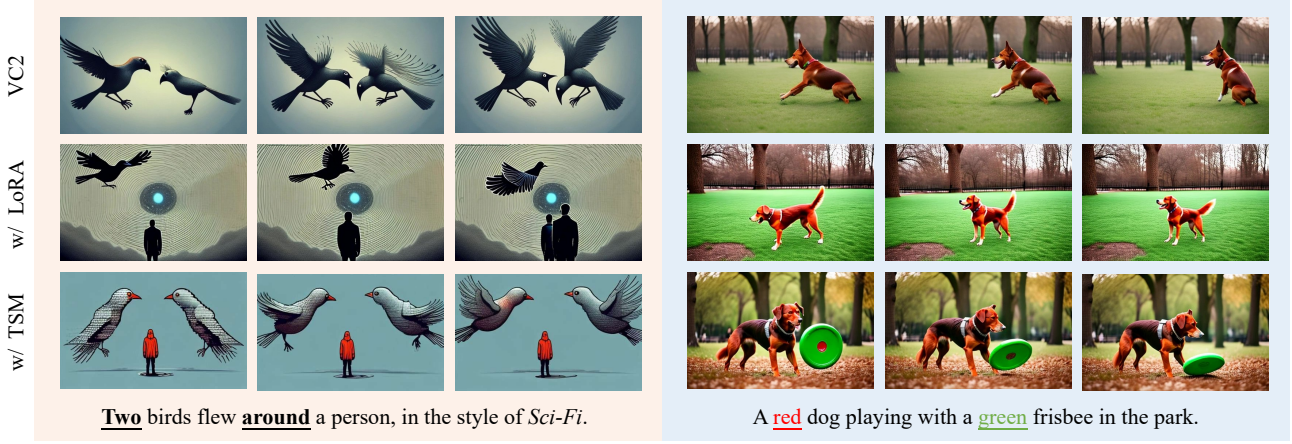 VC2
w/ LoRA
w/ TSM
Two birds flew around a person, in the style of Sci-Fi.
A red dog playing with a green frisbee in the park.